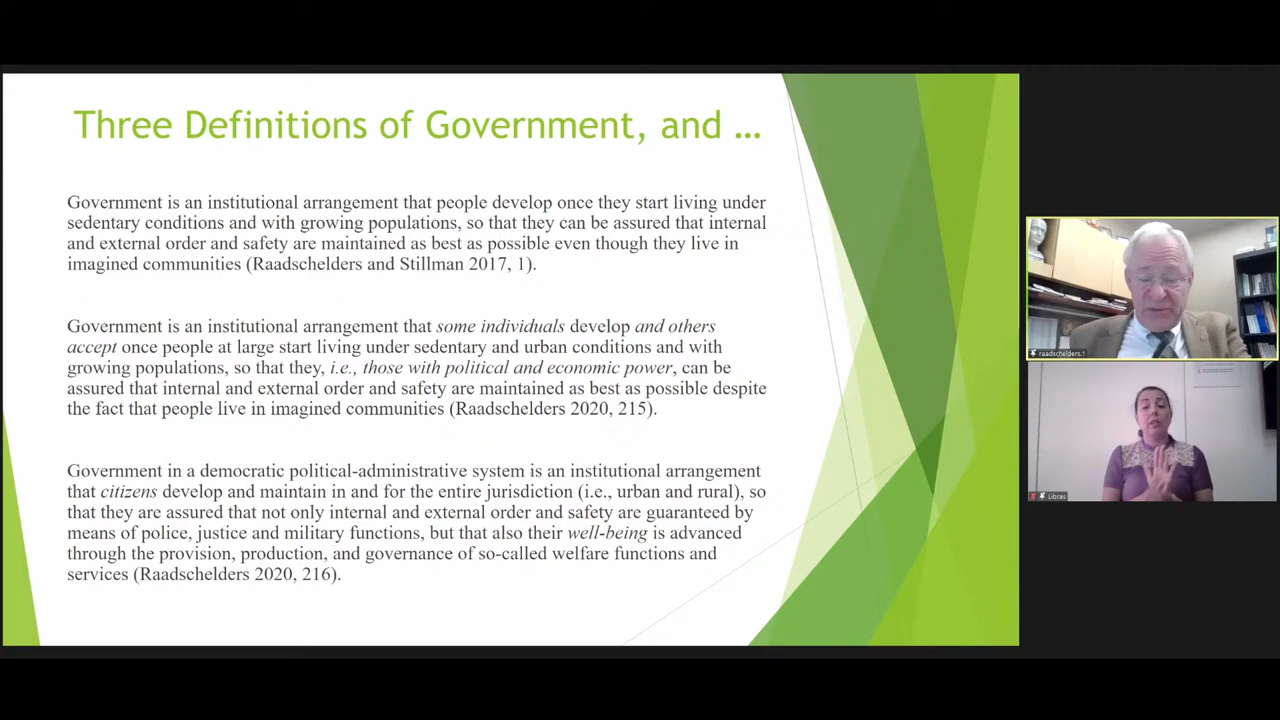 Three Definitions of Government, and …
Government is an institutional arrangement that people develop once they start living under
sedentary conditions and with growing populations, so that they can be assured that internal
and external order and safety are maintained as best as possible even though they live in
imagined communities (Raadschelders and Stillman 2017, 1).
Government is an institutional arrangement that some individuals develop and others
accept once people at large start living under sedentary and urban conditions and with
growing populations, so that they, i.e., those with political and economic power, can be
assured that internal and external order and safety are maintained as best as possible despite
the fact that people live in imagined communities (Raadschelders 2020, 215).
Government in a democratic political-administrative system is an institutional arrangement
that citizens develop and maintain in and for the entire jurisdiction (i.e., urban and rural), so
that they are assured that not only internal and external order and safety are guaranteed by
means of police, justice and military functions, but that also their well-being is advanced
through the provision, production, and governance of so-called welfare functions and
services (Raadschelders 2020, 216).
raadschelders.1
Libras